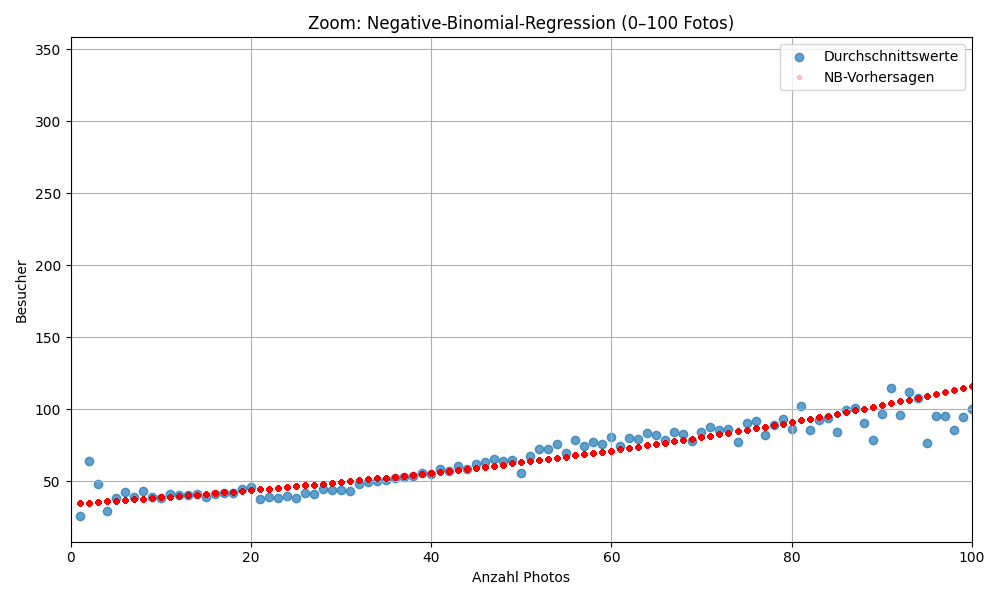 Zoom: Negative-Binomial-Regression (0–100 Fotos)
Durchschnittswerte
NB-Vorhersagen
350
300
250
200
150
100
50
Besucher
0
20
40
60
80
100
Anzahl Photos